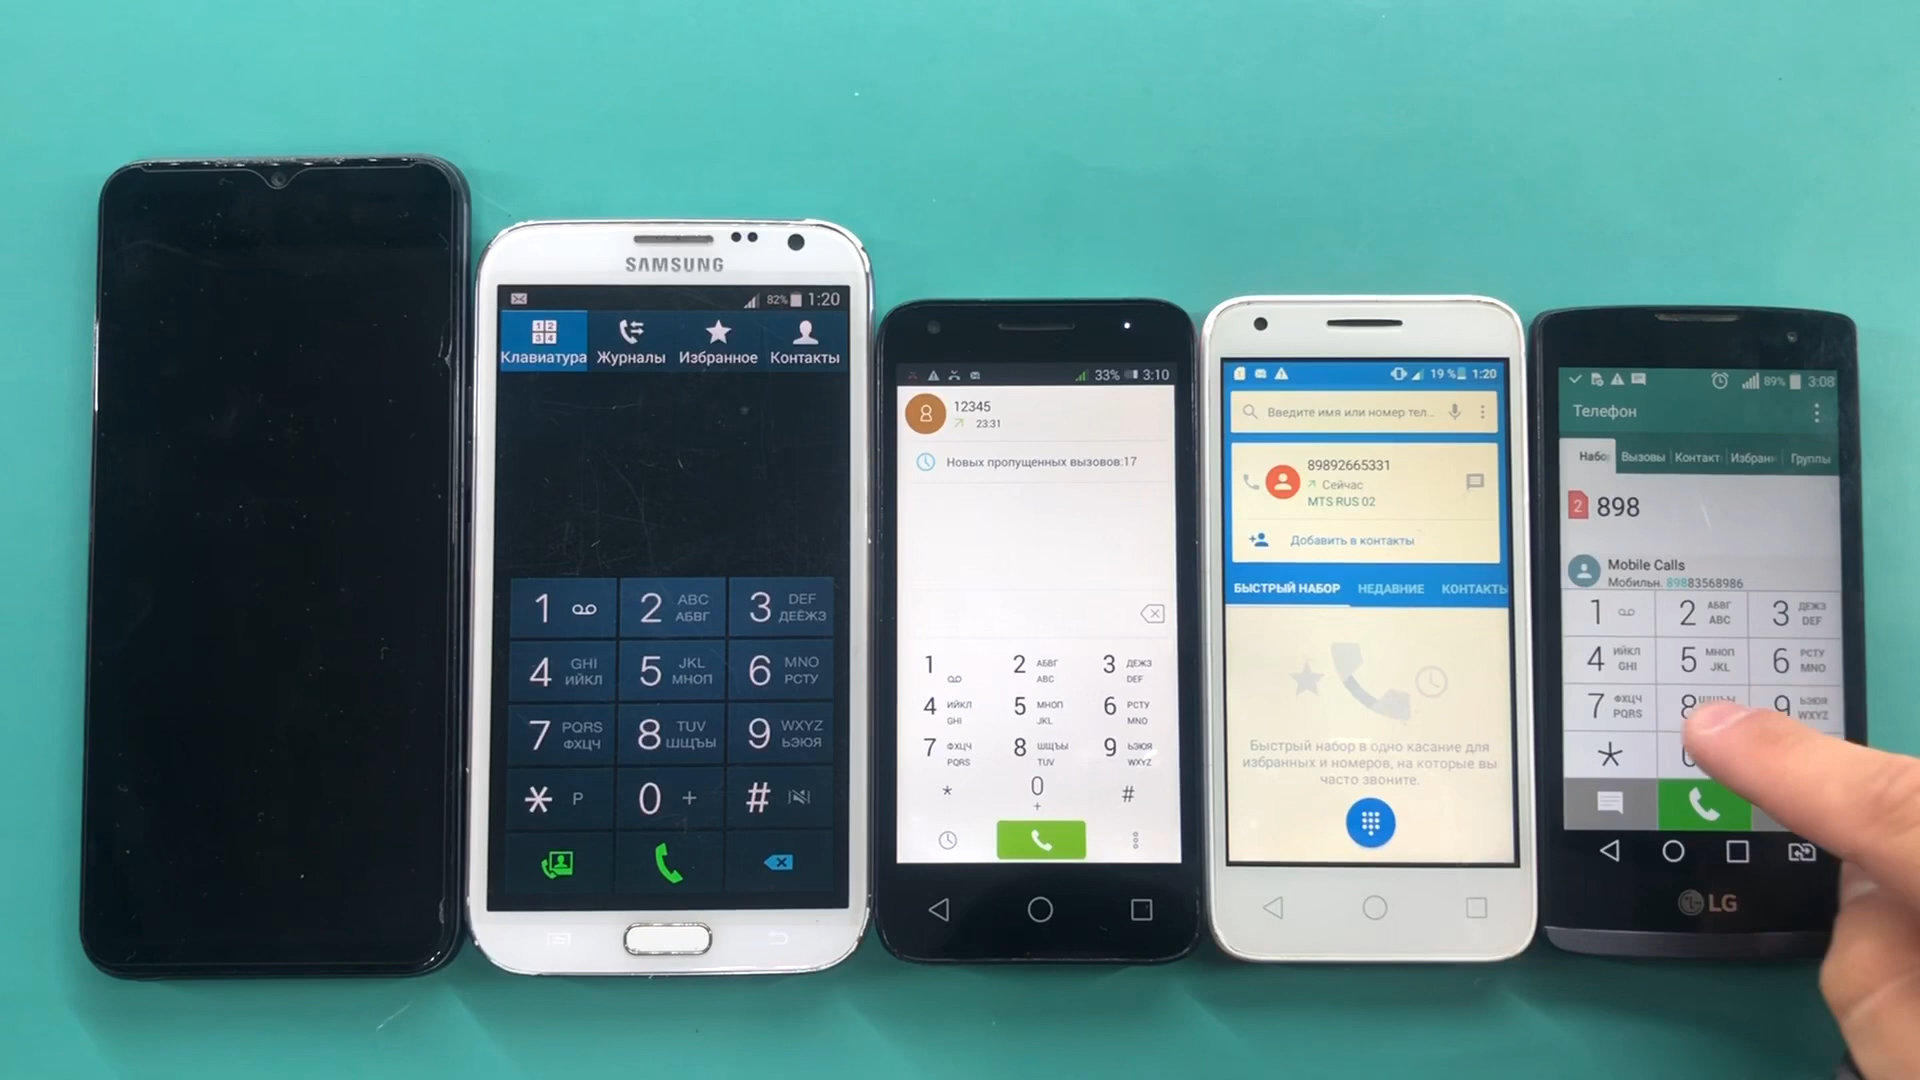 SAMSUNG
82% 1:20
Клавиатура Журналы Избранное Контакты
1 2 ABC АБВГ 3 DEF ДЕЁЖЗ
4 GHI ИЙКЛ 5 JKL МНОП 6 MNO РСТУ
7 PQRS ФХЦЧ 8 TUV ШЩЪЫ 9 WXYZ ЬЭЮЯ
* P 0 + #
33% 3:10
8 12345
23:31
Новых пропущенных вызовов:17
1 2 АБВГ ABC 3 ДЕЖЗ DEF
4 ИЙКЛ GHI 5 МНОП JKL 6 РСТУ MNO
7 ФХЦЧ PQRS 8 ШЩЪЫ TUV 9 ЬЭЮЯ WXYZ
* 0 + #
19 % 1:20
Введите имя или номер тел...
89892665331
Сейчас
MTS RUS 02
Добавить в контакты
БЫСТРЫЙ НАБОР НЕДАВНИЕ КОНТАКТЫ
Быстрый набор в одно касание для
избранных и номеров, на которые вы
часто звоните.
89% 3:08
Телефон
Набо Вызовы Контакт Избран Группы
2 898
Mobile Calls
Мобильн. 89883568986
1 2 АБВГ ABC 3 ДЕЖЗ DEF
4 ИЙКЛ GHI 5 МНОП JKL 6 РСТУ MNO
7 ФХЦЧ PQRS 8 9 ЬЭЮЯ WXYZ
*
LG